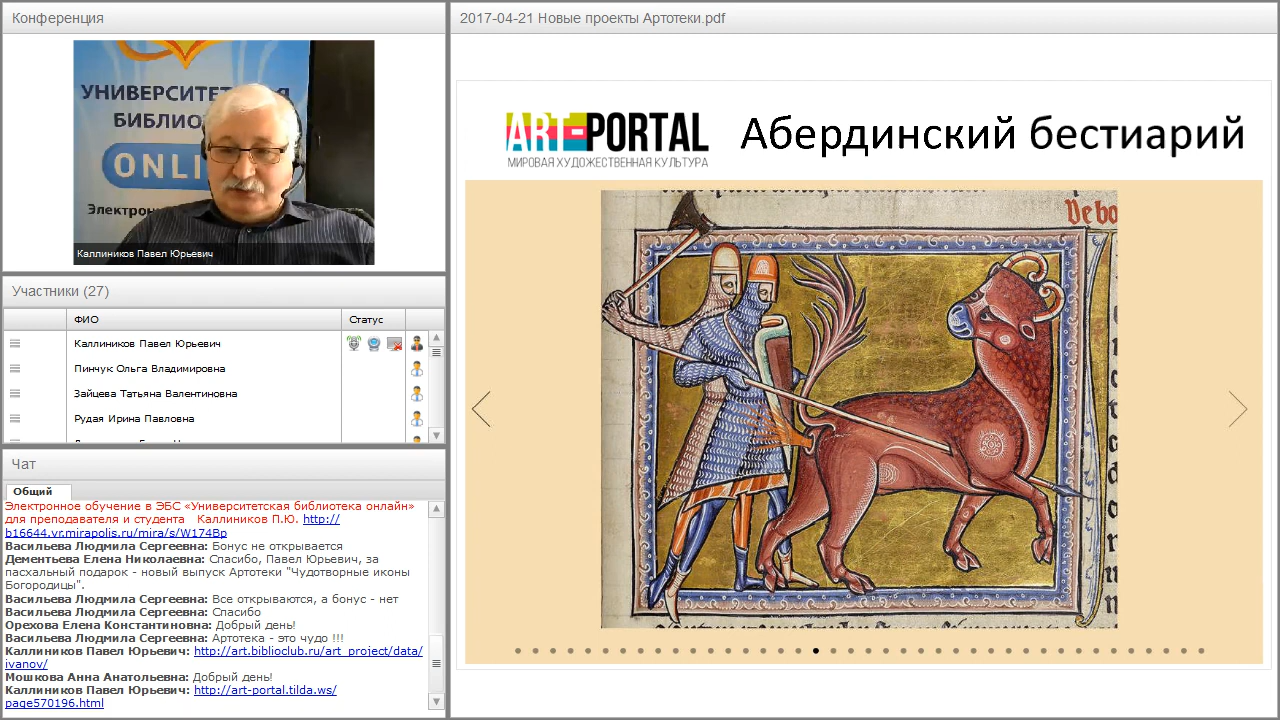 Конференция
УНИВЕРСИТЕТ
БИБЛИО
ONLI
Электрон
Каллиников Павел Юрьевич
Участники (27)
ФИО
Статус
Каллиников Павел Юрьевич
Пинчук Ольга Владимировна
Зайцева Татьяна Валентиновна
Рудая Ирина Павловна
Чат
Общий
Электронное обучение в ЭБС «Университетская библиотека онлайн»
для преподавателя и студента Каллиников П.Ю. http://
b16644.vr.mirapolis.ru/mira/s/W174Bp
Васильева Людмила Сергеевна: Бонус не открывается
Дементьева Елена Николаевна: Спасибо, Павел Юрьевич, за
пасхальный подарок - новый выпуск Артотеки "Чудотворные иконы
Богородицы".
Васильева Людмила Сергеевна: Все открываются, а бонус - нет
Васильева Людмила Сергеевна: Спасибо
Орехова Елена Константиновна: Добрый день!
Васильева Людмила Сергеевна: Артотека - это чудо !!!
Каллиников Павел Юрьевич: http://art.biblioclub.ru/art_project/data/
ivanov/
Мошкова Анна Анатольевна: Добрый день!
Каллиников Павел Юрьевич: http://art-portal.tilda.ws/
page570196.html
2017-04-21 Новые проекты Артотеки.pdf
ART-PORTAL
МИРОВАЯ ХУДОЖЕСТВЕННАЯ КУЛЬТУРА
Абердинский бестиарий
De bo